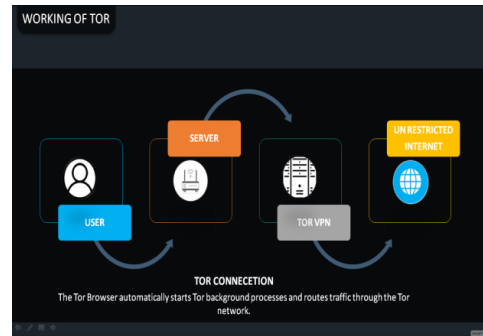 WORKING OF TOR
SERVER
UN RESTRICTED
INTERNET
USER
TOR VPN
TOR CONNECETION
The Tor Browser automatically starts Tor background processes and routes traffic through the Tor
network.